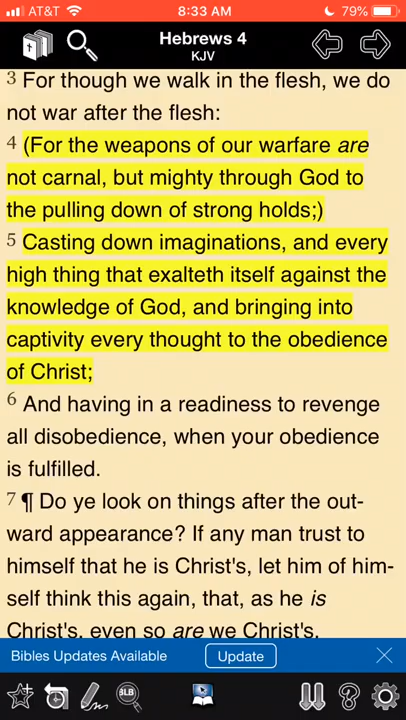 AT&T 8:33 AM 79%
Hebrews 4
KJV
3 For though we walk in the flesh, we do
not war after the flesh:
4 (For the weapons of our warfare are
not carnal, but mighty through God to
the pulling down of strong holds;)
5 Casting down imaginations, and every
high thing that exalteth itself against the
knowledge of God, and bringing into
captivity every thought to the obedience
of Christ;
6 And having in a readiness to revenge
all disobedience, when your obedience
is fulfilled.
7 ¶ Do ye look on things after the out-
ward appearance? If any man trust to
himself that he is Christ's, let him of him-
self think this again, that, as he is
Christ's, even so are we Christ's.
Bibles Updates Available Update
SLB